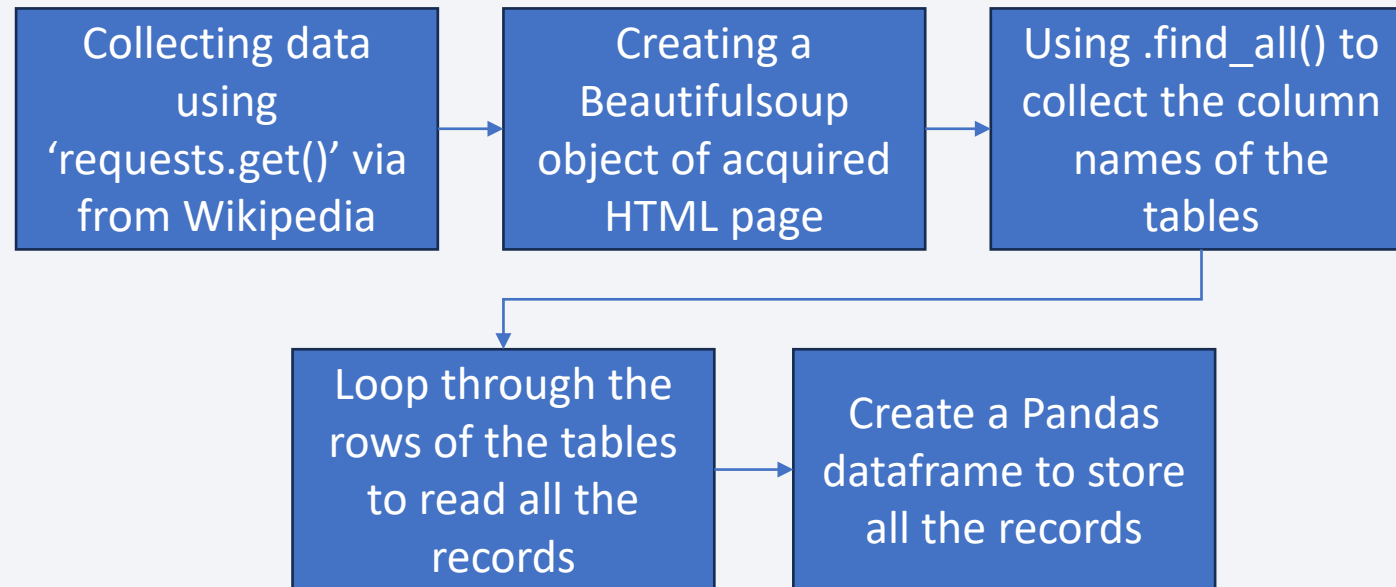 Collecting data
using
‘requests.get()’ via
from Wikipedia
Creating a
Beautifulsoup
object of acquired
HTML page
Using .find_all() to
collect the column
names of the
tables
Loop through the
rows of the tables
to read all the
records
Create a Pandas
dataframe to store
all the records